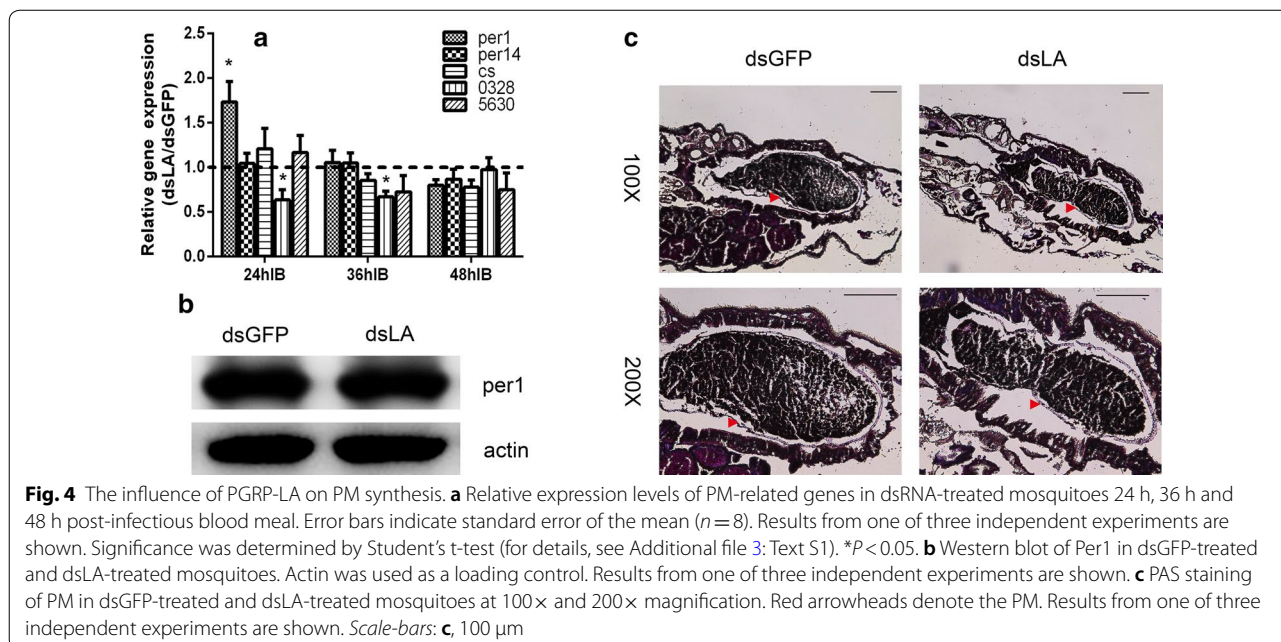 a
2.5
2.0
1.5
1.0
0.5
0.0
Relative gene expression
(dsLA/dsGFP)
*
*
*
24hIB
36hIB
48hIB
per1
per14
cs
0328
5630
b
dsGFP
dsLA
per1
actin
c
dsGFP
dsLA
100X
200X
Fig. 4 The influence of PGRP-LA on PM synthesis. a Relative expression levels of PM-related genes in dsRNA-treated mosquitoes 24 h, 36 h and
48 h post-infectious blood meal. Error bars indicate standard error of the mean (n = 8). Results from one of three independent experiments are
shown. Significance was determined by Student's t-test (for details, see Additional file 3: Text S1). *P < 0.05. b Western blot of Per1 in dsGFP-treated
and dsLA-treated mosquitoes. Actin was used as a loading control. Results from one of three independent experiments are shown. c PAS staining
of PM in dsGFP-treated and dsLA-treated mosquitoes at 100× and 200× magnification. Red arrowheads denote the PM. Results from one of three
independent experiments are shown. Scale-bars: c, 100 μm